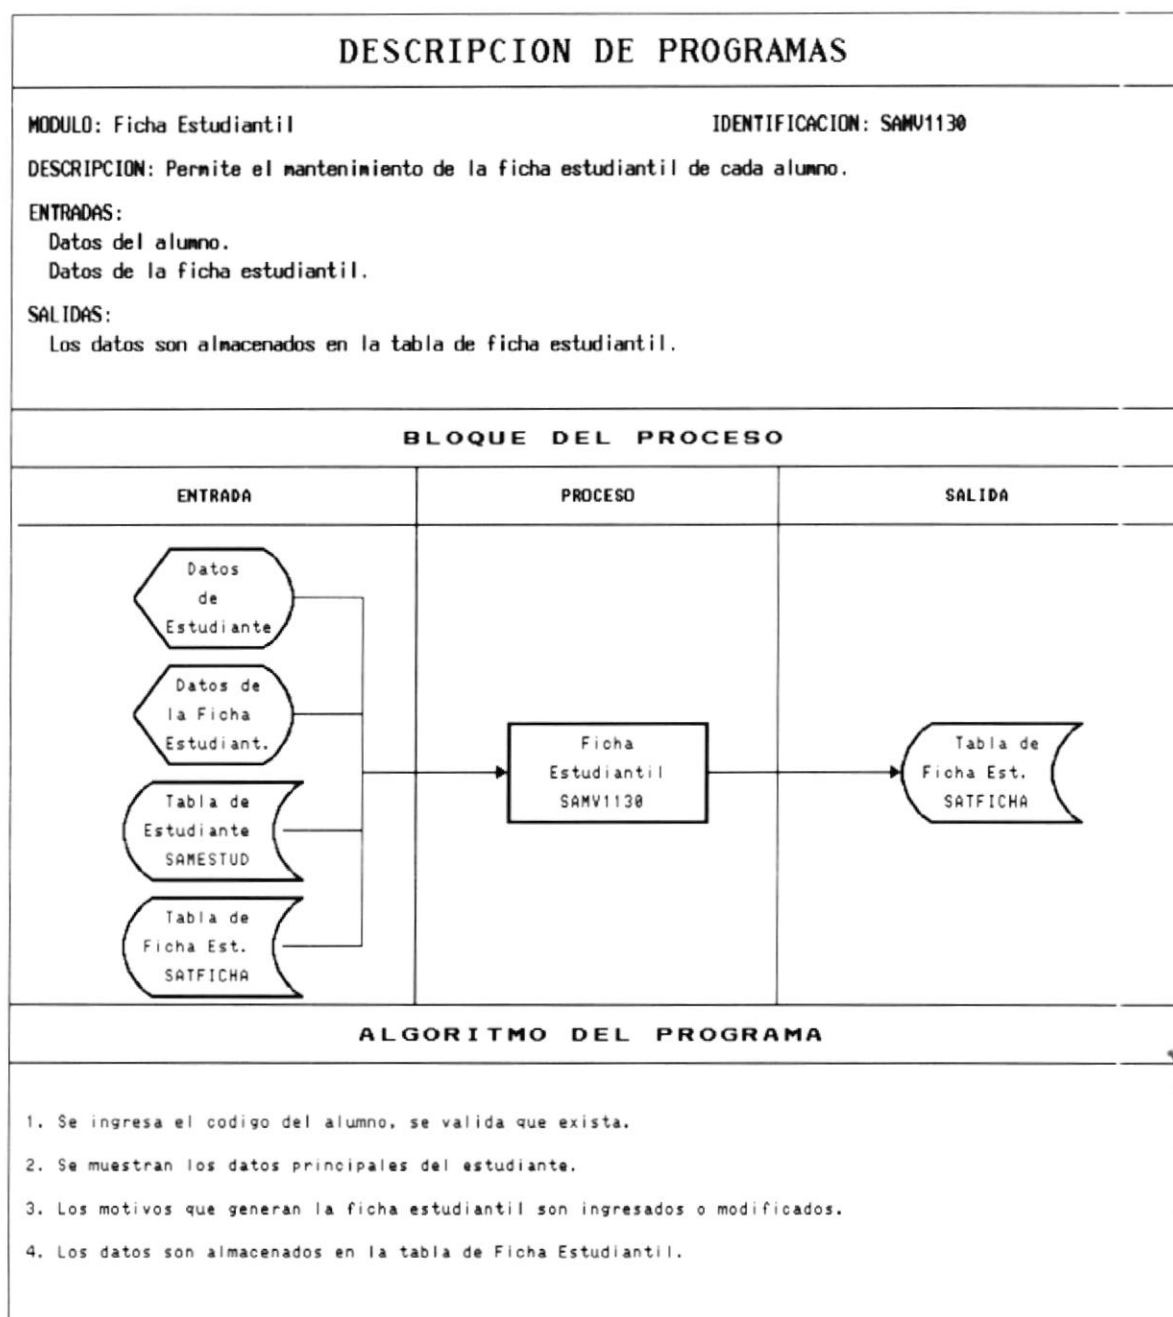 DESCRIPCION DE PROGRAMAS
MODULO: Ficha Estudiantil IDENTIFICACION: SAMV1130
DESCRIPCION: Permite el mantenimiento de la ficha estudiantil de cada alumno.
ENTRADAS:
Datos del alumno.
Datos de la ficha estudiantil.
SALIDAS:
Los datos son almacenados en la tabla de ficha estudiantil.
BLOQUE DEL PROCESO
ENTRADA PROCESO SALIDA
Datos
de
Estudiante
Datos de
la Ficha
Estudiant.
Tabla de
Estudiante
SAMESTUD
Tabla de
Ficha Est.
SATFICHA
Ficha
Estudiantil
SAMV1130
Tabla de
Ficha Est.
SATFICHA
ALGORITMO DEL PROGRAMA
1. Se ingresa el codigo del alumno, se valida que exista.
2. Se muestran los datos principales del estudiante.
3. Los motivos que generan la ficha estudiantil son ingresados o modificados.
4. Los datos son almacenados en la tabla de Ficha Estudiantil.